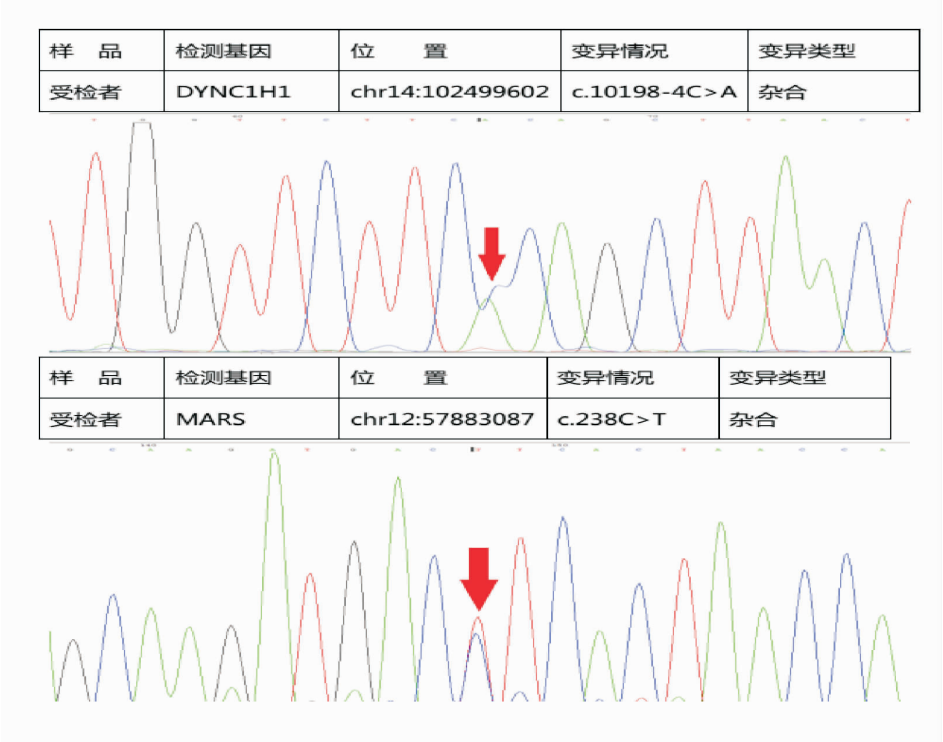 样 品 检测基因 位 置 变异情况 变异类型
受检者 DYNC1H1 chr14:102499602 c.10198-4C>A 杂合
样 品 检测基因 位 置 变异情况 变异类型
受检者 MARS chr12:57883087 c.238C>T 杂合